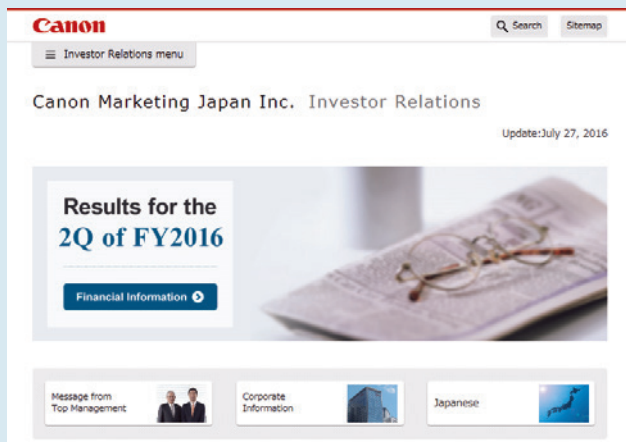 Canon
Search
Sitemap
Investor Relations menu
Canon Marketing Japan Inc. Investor Relations
Update:July 27, 2016
Results for the
2Q of FY2016
Financial Information
Message from
Top Management
Corporate
Information
Japanese